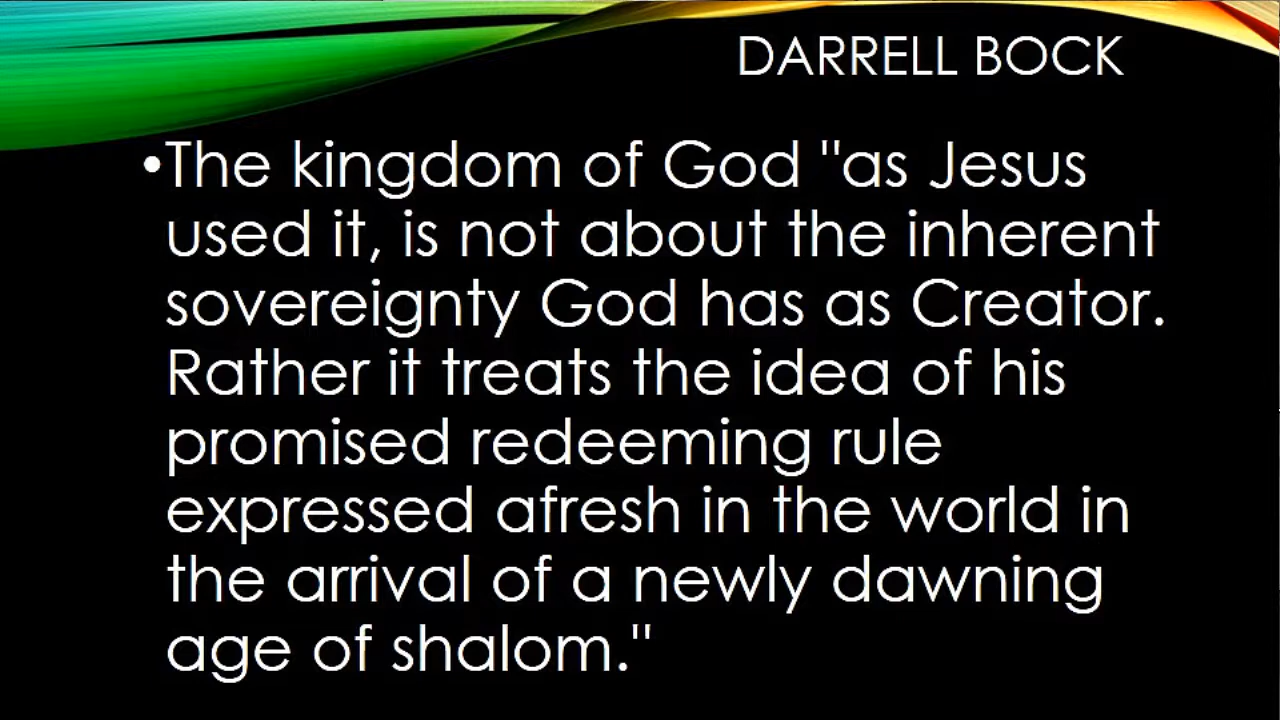 DARRELL BOCK
•The kingdom of God "as Jesus
used it, is not about the inherent
sovereignty God has as Creator.
Rather it treats the idea of his
promised redeeming rule
expressed afresh in the world in
the arrival of a newly dawning
age of shalom."